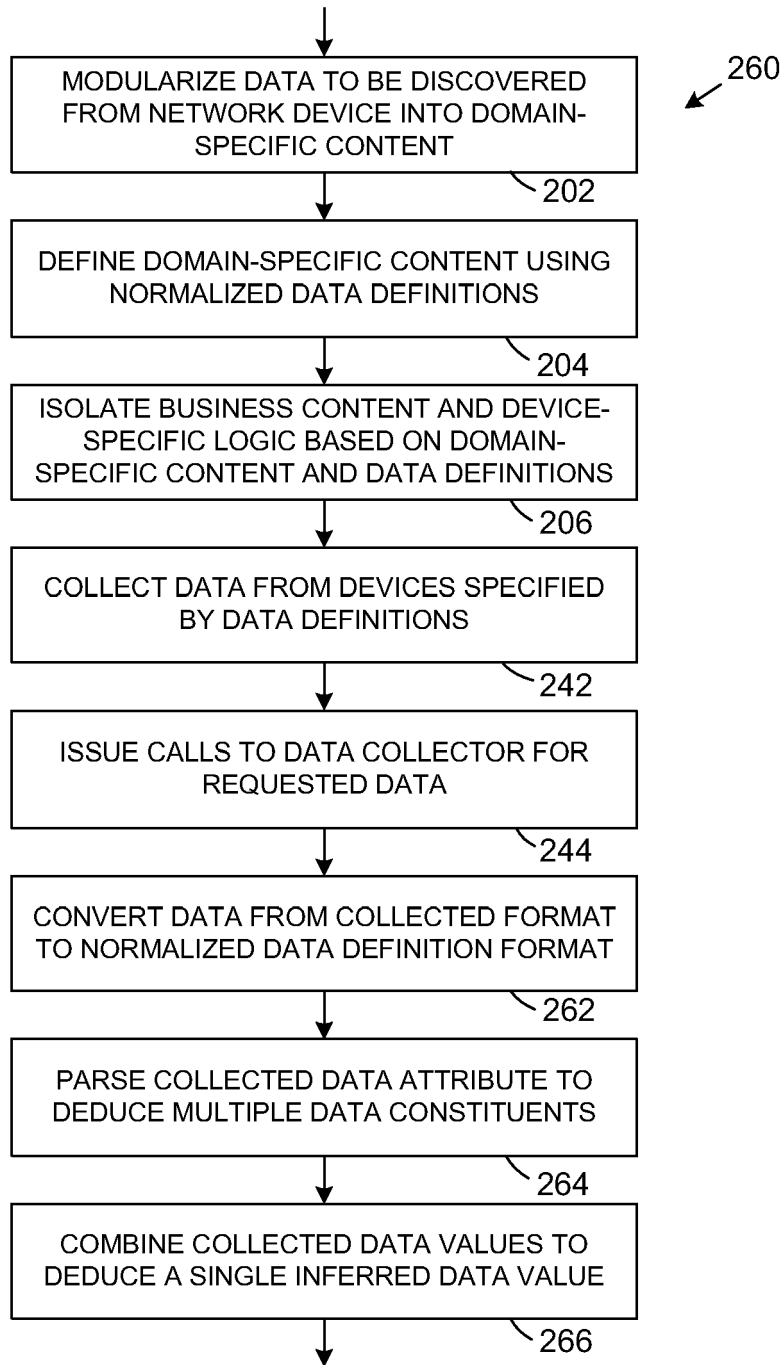 260
MODULARIZE DATA TO BE DISCOVERED
FROM NETWORK DEVICE INTO DOMAIN-
SPECIFIC CONTENT
202
DEFINE DOMAIN-SPECIFIC CONTENT USING
NORMALIZED DATA DEFINITIONS
204
ISOLATE BUSINESS CONTENT AND DEVICE-
SPECIFIC LOGIC BASED ON DOMAIN-
SPECIFIC CONTENT AND DATA DEFINITIONS
206
COLLECT DATA FROM DEVICES SPECIFIED
BY DATA DEFINITIONS
242
ISSUE CALLS TO DATA COLLECTOR FOR
REQUESTED DATA
244
CONVERT DATA FROM COLLECTED FORMAT
TO NORMALIZED DATA DEFINITION FORMAT
262
PARSE COLLECTED DATA ATTRIBUTE TO
DEDUCE MULTIPLE DATA CONSTITUENTS
264
COMBINE COLLECTED DATA VALUES TO
DEDUCE A SINGLE INFERRED DATA VALUE
266